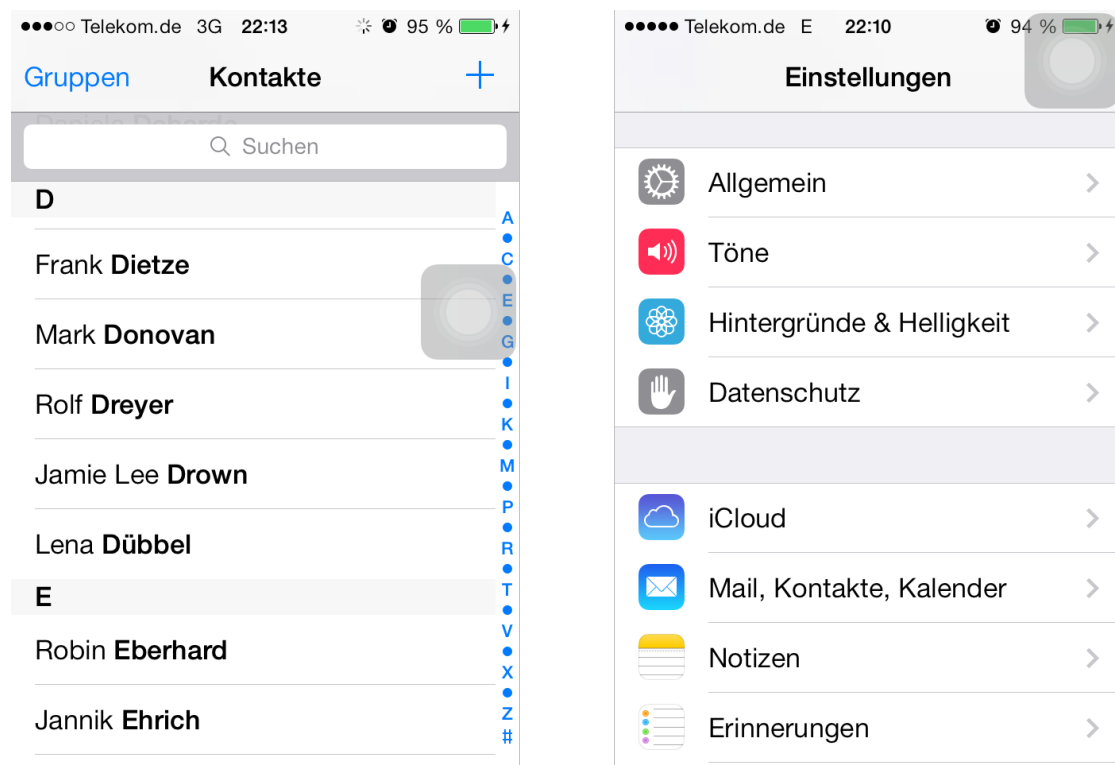 Telekom.de 3G 22:13 95 %
Gruppen Kontakte +
Suchen
D
Frank Dietze
Mark Donovan
Rolf Dreyer
Jamie Lee Drown
Lena Dübbel
E
Robin Eberhard
Jannik Ehrich
A
C
E
G
I
K
M
P
R
T
V
X
Z
#
Telekom.de E 22:10 94 %
Einstellungen
Allgemein
Töne
Hintergründe & Helligkeit
Datenschutz
iCloud
Mail, Kontakte, Kalender
Notizen
Erinnerungen